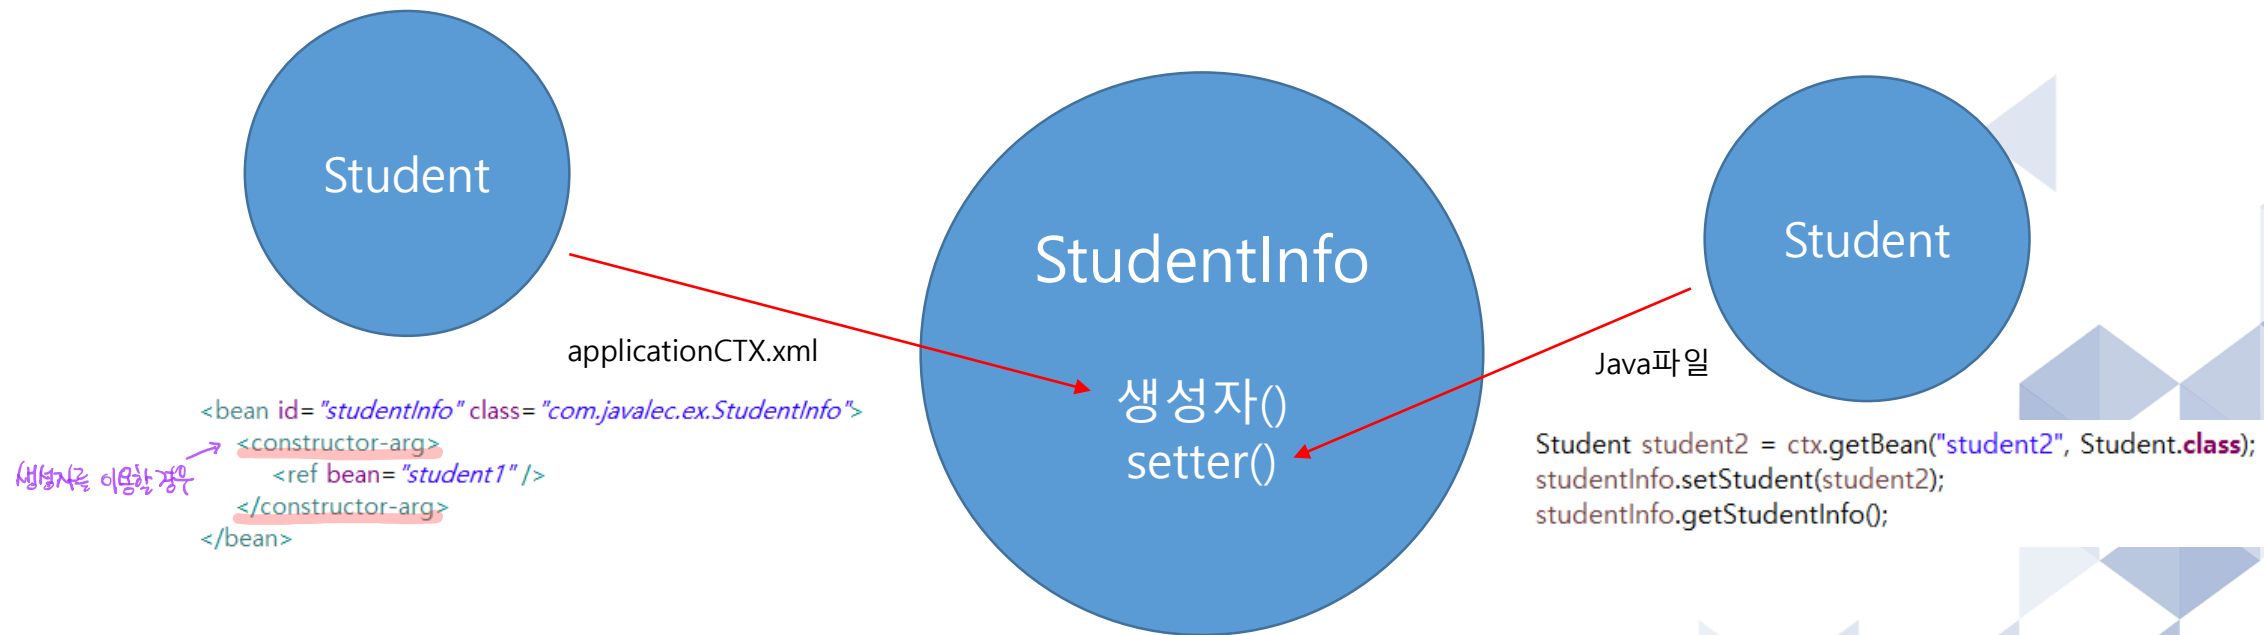 Student
StudentInfo
생성자()
setter()
Student
applicationCTX.xml
Java파일
<bean id="studentInfo" class="com.javalec.ex.StudentInfo">
<constructor-arg>
<ref bean="student1" />
</constructor-arg>
</bean>
생성자를 이용할 경우
Student student2 = ctx.getBean("student2", Student.class);
studentInfo.setStudent(student2);
studentInfo.getStudentInfo();